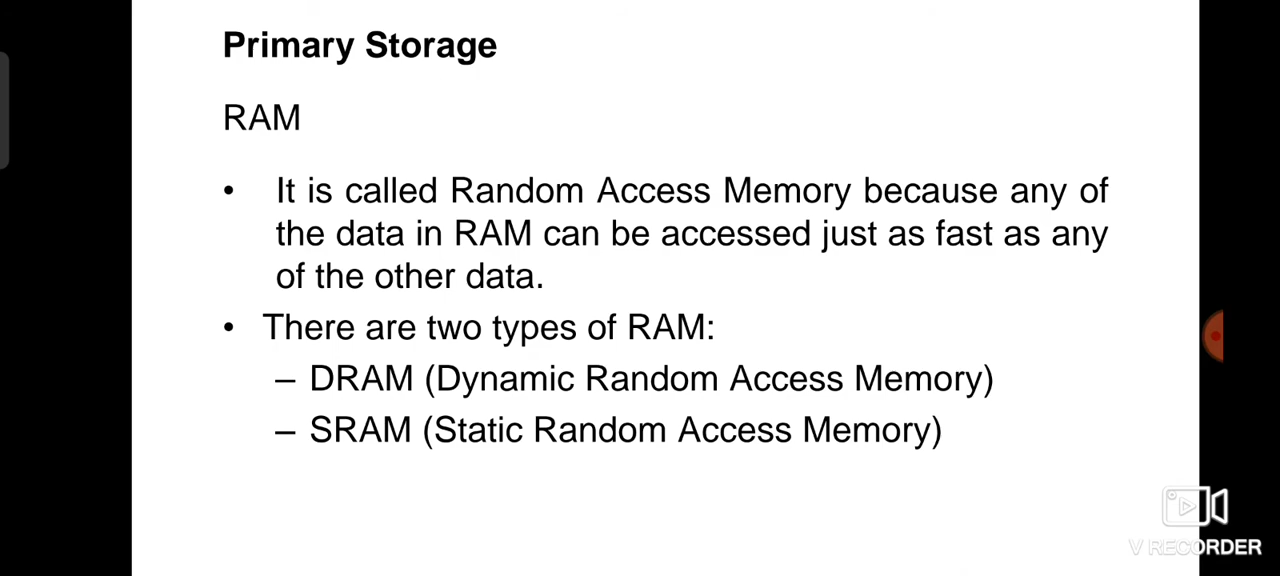 Primary Storage
RAM
• It is called Random Access Memory because any of
the data in RAM can be accessed just as fast as any
of the other data.
• There are two types of RAM:
– DRAM (Dynamic Random Access Memory)
– SRAM (Static Random Access Memory)
V RECORDER